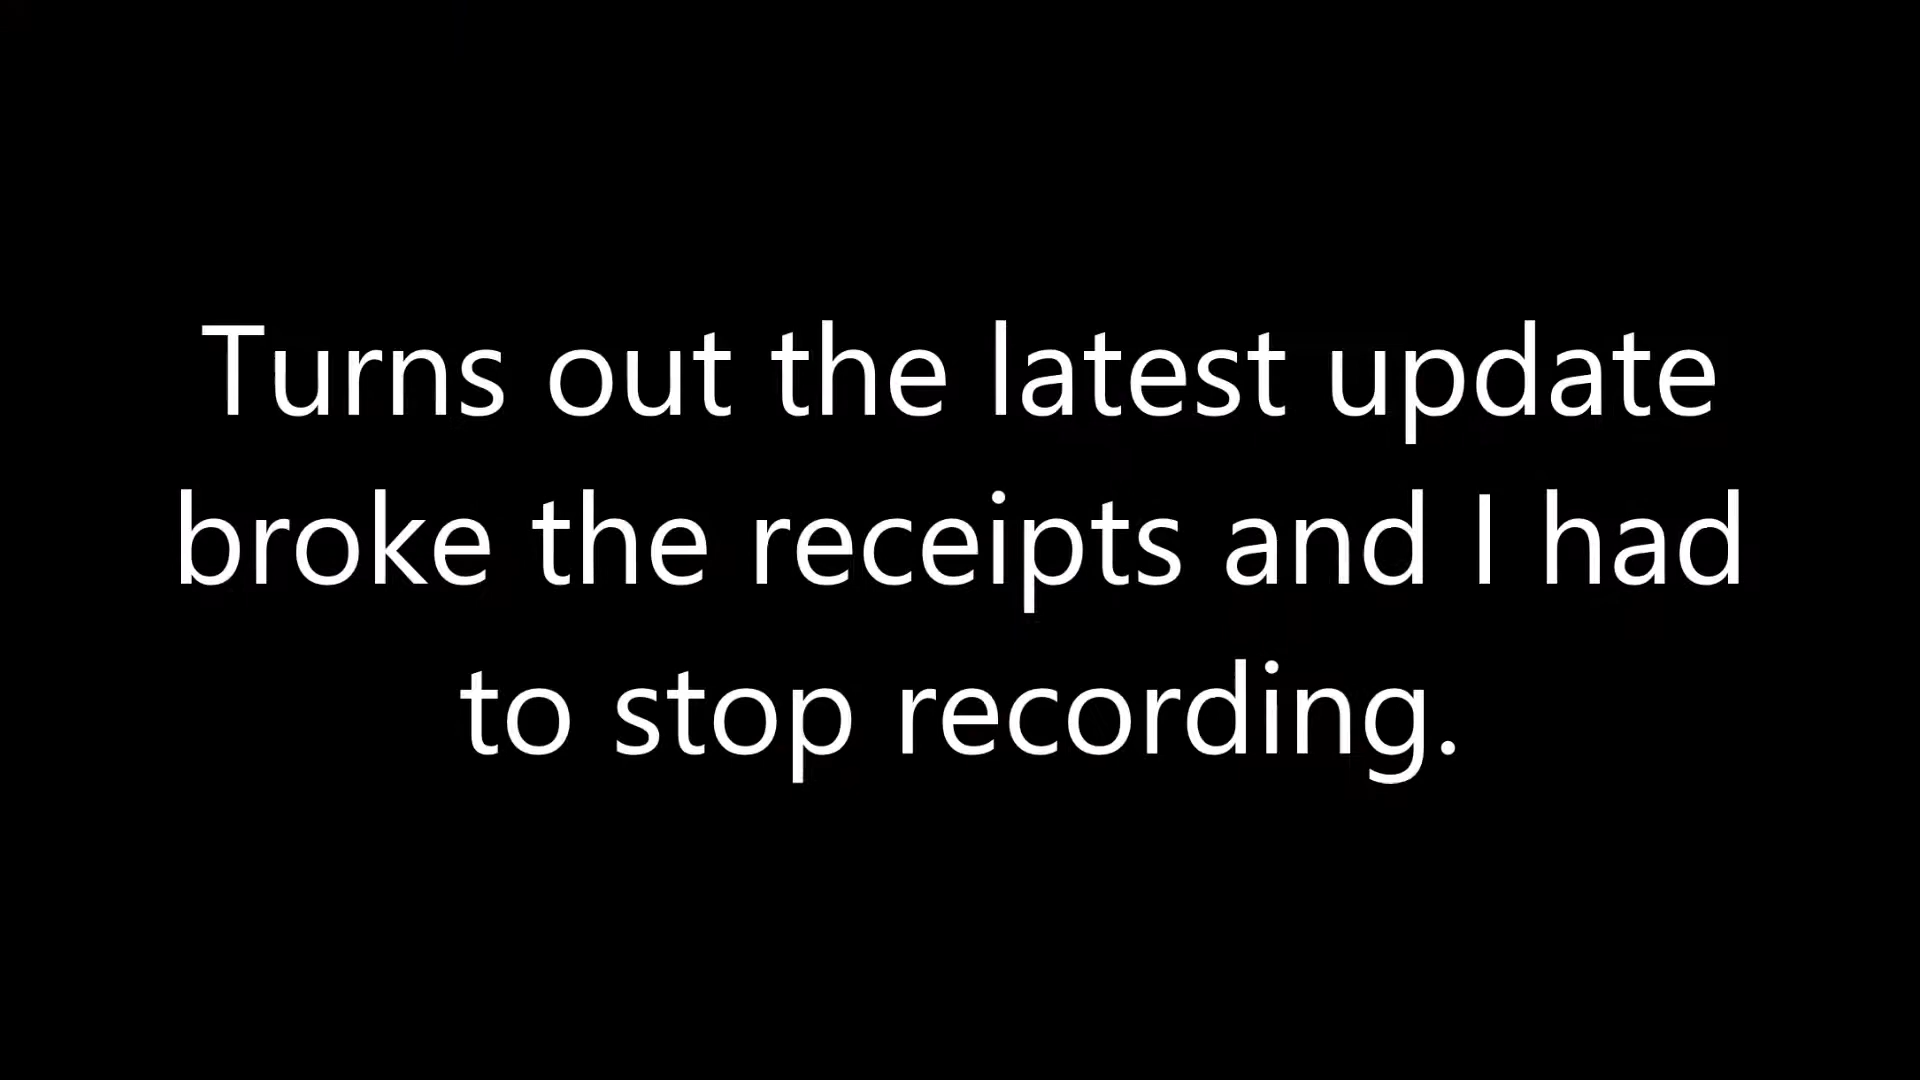 Turns out the latest update
broke the receipts and I had
to stop recording.